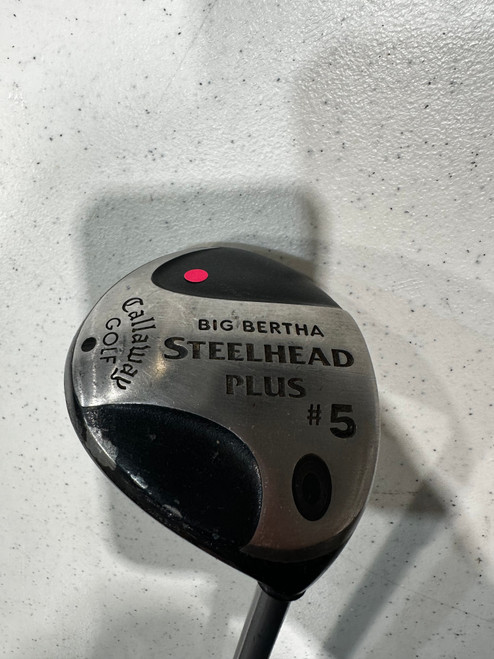 BIG BERTHA
STEELHEAD
PLUS
#5
Callaway
GOLF